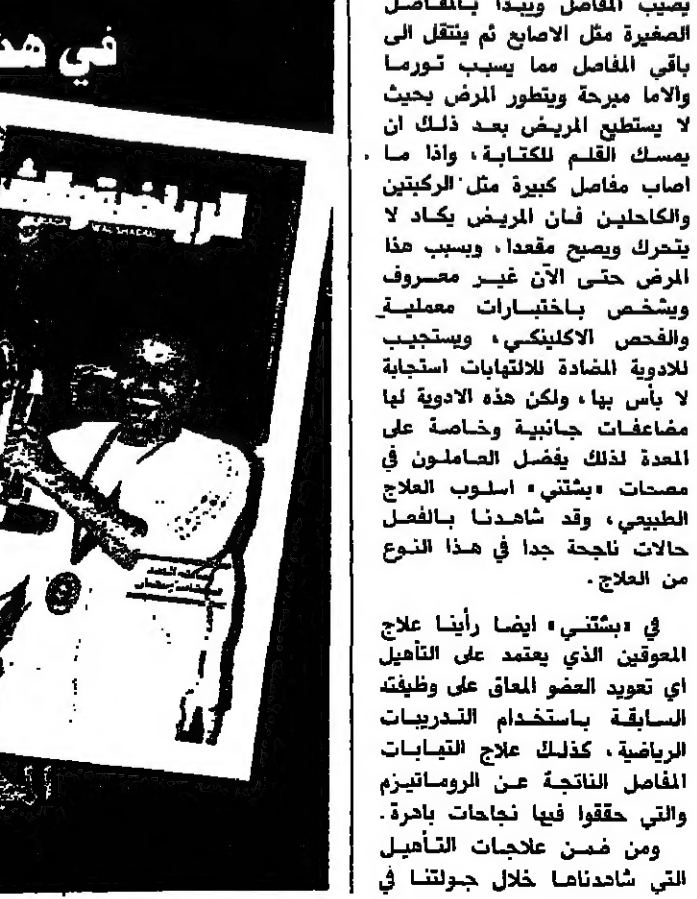 يصيب المفاصل ويبدا بالمفاصل
الصغيرة مثل الاصابع ثم ينتقل الى
باقي المفاصل مما يسبب تورما
والاما مبرحة ويتطور المرض بحيث
لا يستطيع المريض بعد ذلك ان
يمسك القلم للكتابة، واذا ما
اصاب مفاصل كبيرة مثل الركبتين
والكاحلين فان المريض يكاد لا
يتحرك ويصبح مقعدا، وبسبب هذا
المرض حتى الآن غير معروف
ويشخص باختبارات معملية
والفحص الاكلينكي، ويستجيب
للادوية المضادة للالتهابات استجابة
لا بأس بها، ولكن هذه الادوية لها
مضاعفات جانبية وخاصة على
المعدة لذلك يفضل العاملون في
مصحات «بشتني» اسلوب العلاج
الطبيعي، وقد شاهدنا بالفعل
حالات ناجحة جدا في هذا النوع
من العلاج.
في «بشتني» ايضا رأينا علاج
المعوقين الذي يعتمد على التأهيل
اي تعويد العضو المعاق على وظيفته
السابقة باستخدام التدريبات
الرياضية، كذلك علاج التهابات
المفاصل الناتجة عن الروماتيزم
والتي حققوا فيها نجاحات باهرة.
ومن ضمن علاجات التأهيل
التي شاهدناها خلال جولتنا في
في هذ